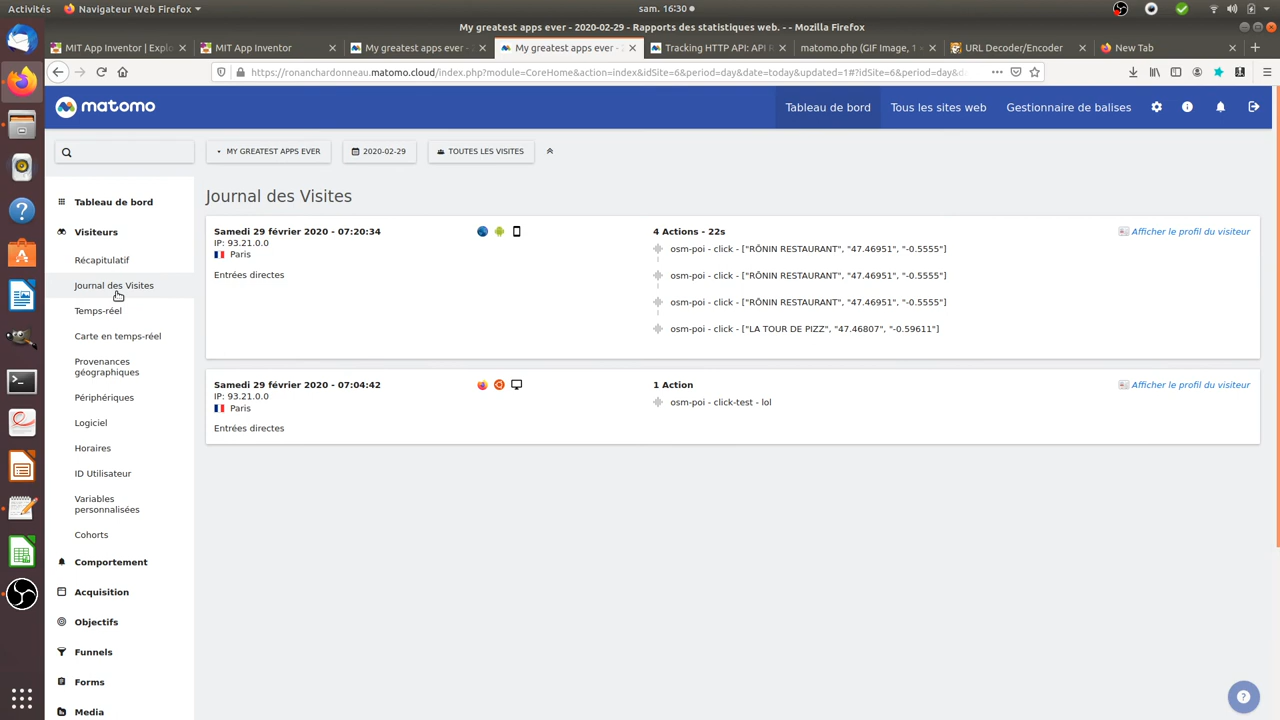 Activités
Navigateur Web Firefox
sam. 16:30
My greatest apps ever - 2020-02-29 - Rapports des statistiques web. - Mozilla Firefox
MIT App Inventor | Explo
MIT App Inventor
My greatest apps ever -
My greatest apps ever - 2
Tracking HTTP API: API R
matomo.php (GIF Image, 1
URL Decoder/Encoder
New Tab
https://ronanchardonneau.matomo.cloud/index.php?module=CoreHome&action=index&idSite=6&period=day&date=today&updated=1#?idSite=6&period=day&d
matomo
Tableau de bord
Tous les sites web
Gestionnaire de balises
MY GREATEST APPS EVER
2020-02-29
TOUTES LES VISITES
Tableau de bord
Visiteurs
Récapitulatif
Journal des Visites
Temps-réel
Carte en temps-réel
Provenances
géographiques
Périphériques
Logiciel
Horaires
ID Utilisateur
Variables
personnalisées
Cohorts
Comportement
Acquisition
Objectifs
Funnels
Forms
Media
Journal des Visites
Samedi 29 février 2020 - 07:20:34
IP: 93.21.0.0
Paris
Entrées directes
4 Actions - 22s
osm-poi - click - ["RŌNIN RESTAURANT", "47.46951", "-0.5555"]
osm-poi - click - ["RŌNIN RESTAURANT", "47.46951", "-0.5555"]
osm-poi - click - ["RŌNIN RESTAURANT", "47.46951", "-0.5555"]
osm-poi - click - ["LA TOUR DE PIZZ", "47.46807", "-0.59611"]
Afficher le profil du visiteur
Samedi 29 février 2020 - 07:04:42
IP: 93.21.0.0
Paris
Entrées directes
1 Action
osm-poi - click-test - lol
Afficher le profil du visiteur